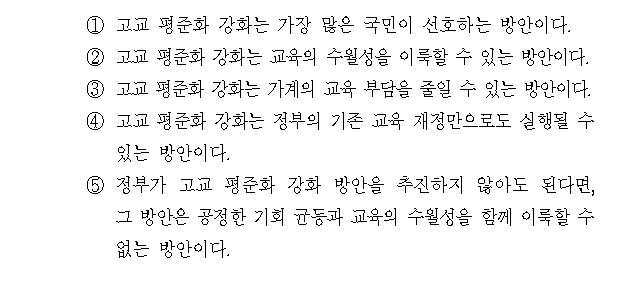 ① 고교 평준화 강화는 가장 많은 국민이 선호하는 방안이다.
② 고교 평준화 강화는 교육의 수월성을 이룩할 수 있는 방안이다.
③ 고교 평준화 강화는 가계의 교육 부담을 줄일 수 있는 방안이다.
④ 고교 평준화 강화는 정부의 기존 교육 재정만으로도 실행될 수
있는 방안이다.
⑤ 정부가 고교 평준화 강화 방안을 추진하지 않아도 된다면,
그 방안은 공정한 기회 균등과 교육의 수월성을 함께 이룩할 수
없는 방안이다.